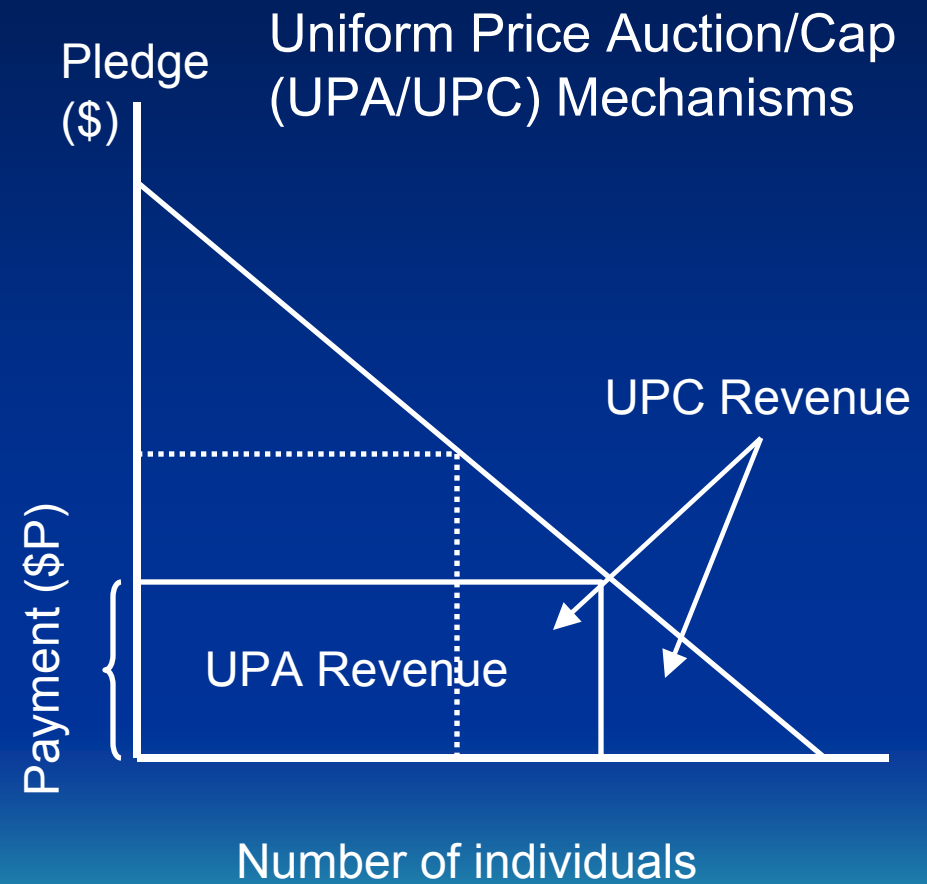 Uniform Price Auction/Cap
(UPA/UPC) Mechanisms
Pledge
($)
UPC Revenue
Payment ($P)
UPA Revenue
Number of individuals